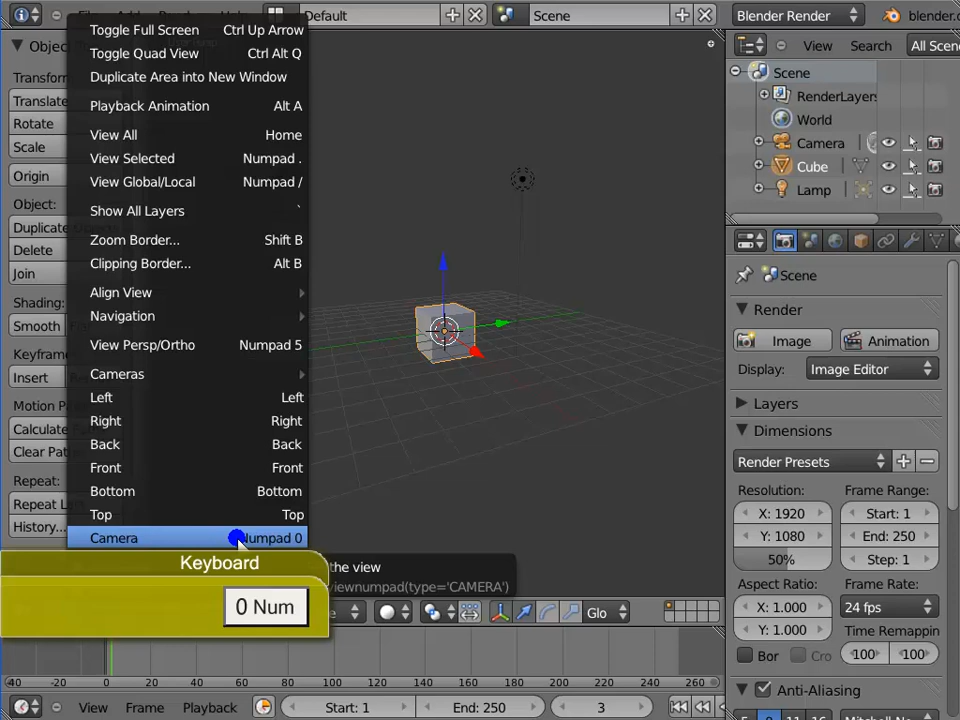 Default
Scene
Blender Render
blender.
Toggle Full Screen Ctrl Up Arrow
Toggle Quad View Ctrl Alt Q
Duplicate Area into New Window
Playback Animation Alt A
View All Home
View Selected Numpad .
View Global/Local Numpad /
Show All Layers `
Zoom Border... Shift B
Clipping Border... Alt B
Align View
Navigation
View Persp/Ortho Numpad 5
Cameras
Left Left
Right Right
Back Back
Front Front
Bottom Bottom
Top Top
Camera Numpad 0
Obje
Transform
Translate
Rotate
Scale
Origin
Object:
Duplicate O
Delete
Join
Shading:
Smooth
Keyframe
Insert
Motion P
Calculate
Clear Pat
Repeat:
Repeat L
History...
the view
viewnumpad(type='CAMERA')
Keyboard
0 Num
Glo
-40 -20 0 20 40 60 80 100 120 140 160 180 200 220 240 260
View Frame Playback Start: 1 End: 250 3
View Search All Scen
Scene
RenderLayers
World
Camera
Cube
Lamp
Scene
Render
Image Animation
Display: Image Editor
Layers
Dimensions
Render Presets
Resolution: Frame Range:
X: 1920 Start: 1
Y: 1080 End: 250
50% Step: 1
Aspect Ratio: Frame Rate:
X: 1.000 24 fps
Y: 1.000 Time Remappin
Bor Cro 100 100
Anti-Aliasing